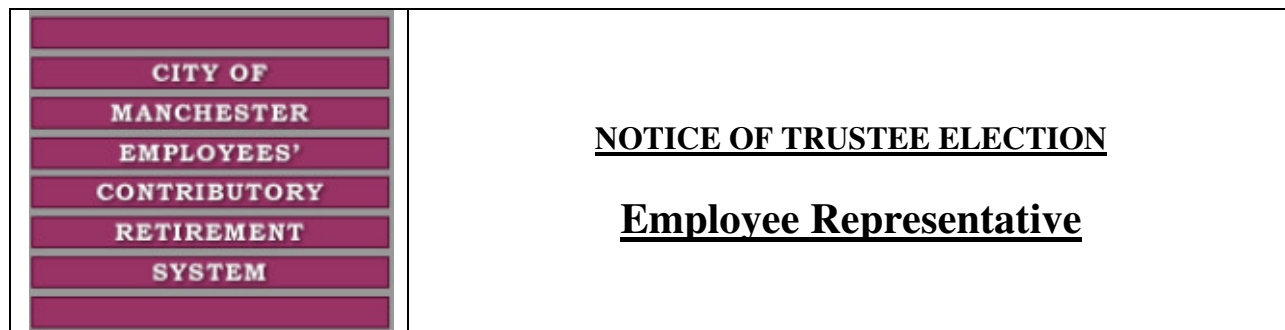 CITY OF
MANCHESTER
EMPLOYEES'
CONTRIBUTORY
RETIREMENT
SYSTEM
NOTICE OF TRUSTEE ELECTION
Employee Representative